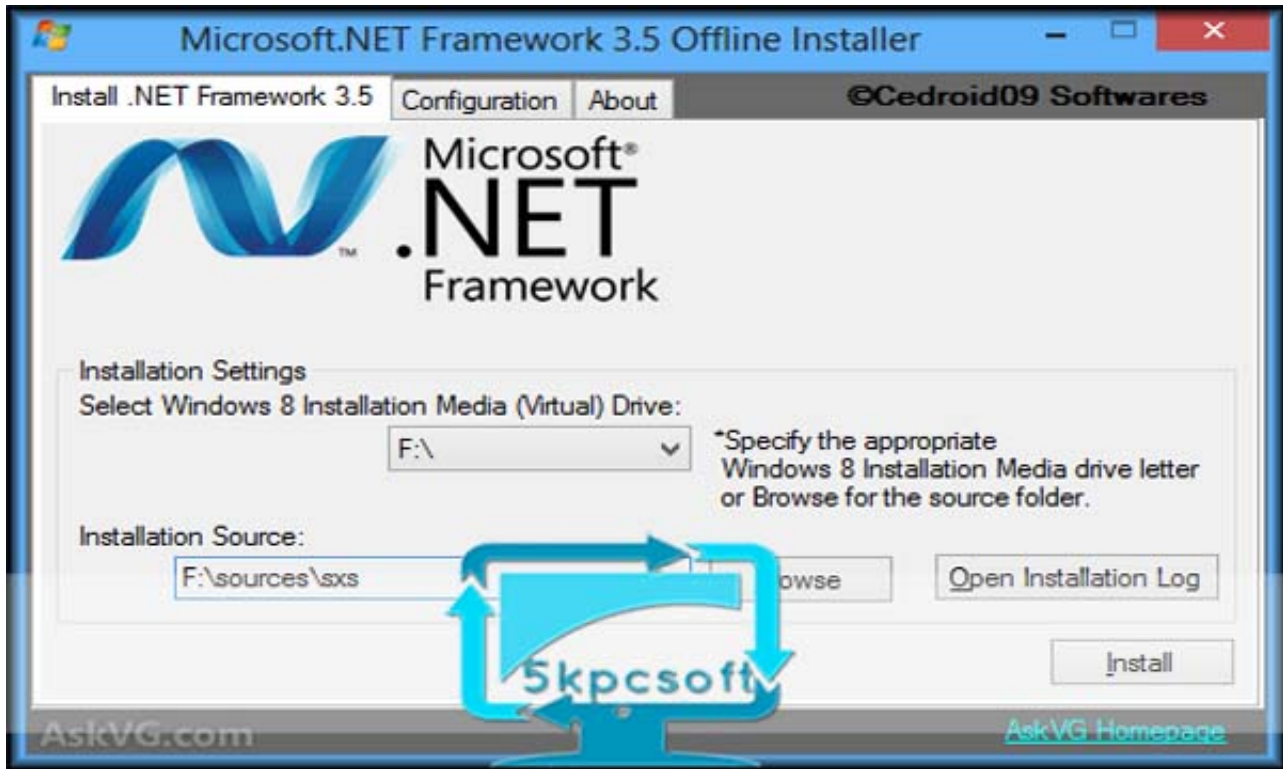 Microsoft.NET Framework 3.5 Offline Installer
Install .NET Framework 3.5 Configuration About ©Cedroid09 Softwares
Microsoft®
.NET
Framework
TM
Installation Settings
Select Windows 8 Installation Media (Virtual) Drive:
F:\
*Specify the appropriate
Windows 8 Installation Media drive letter
or Browse for the source folder.
Installation Source:
F:\sources\sxs
owse
Open Installation Log
5kpcsoft
Install
AskVG.com
AskVG Homepage